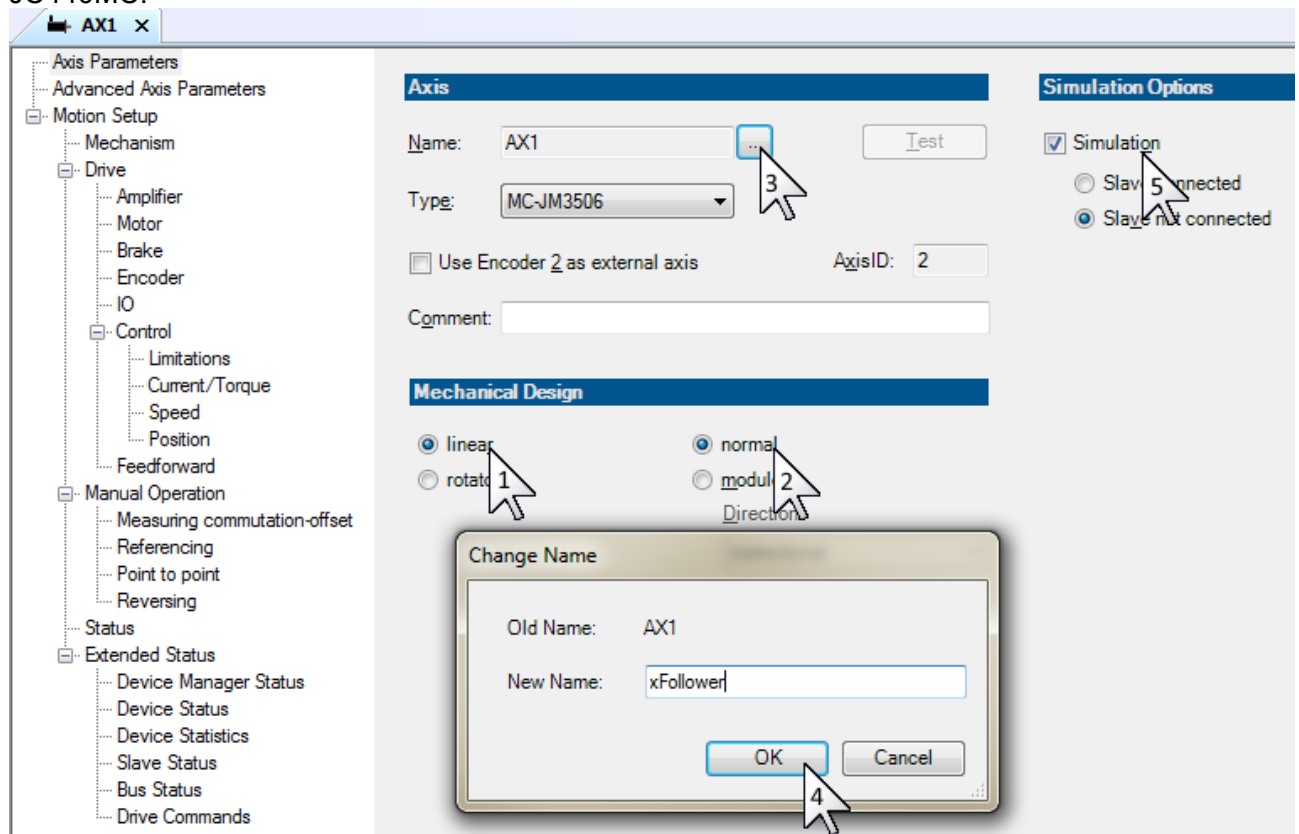 AX1 ×
Axis Parameters
Advanced Axis Parameters
Motion Setup
Mechanism
Drive
Amplifier
Motor
Brake
Encoder
IO
Control
Limitations
Current/Torque
Speed
Position
Feedforward
Manual Operation
Measuring commutation-offset
Referencing
Point to point
Reversing
Status
Extended Status
Device Manager Status
Device Status
Device Statistics
Slave Status
Bus Status
Drive Commands
Axis
Name: AX1 ... Test
3
Type: MC-JM3506
Use Encoder 2 as external axis AxisID: 2
Comment:
Mechanical Design
linear normal
1 2
Change Name
Old Name: AX1
New Name: xFollower
OK Cancel
4
Simulation Options
Simulation
5
Slave not connected